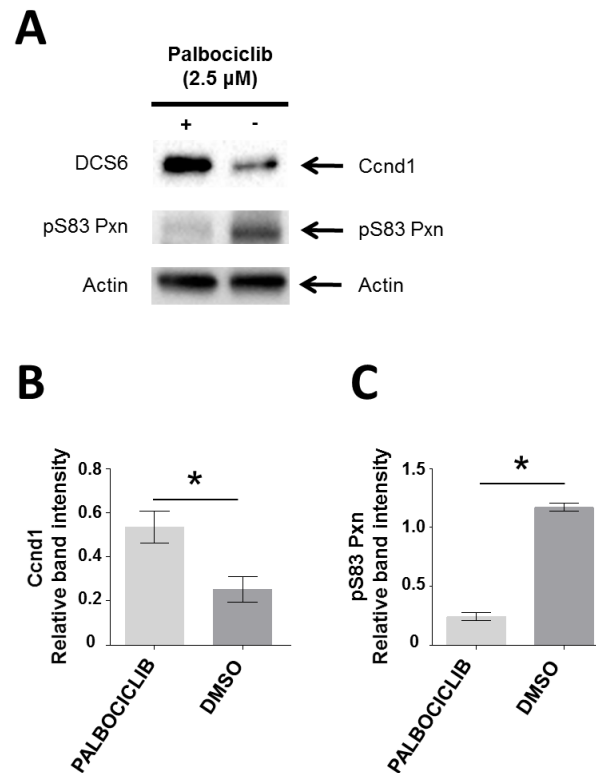 A
Palbociclib
(2.5 µM)
+ -
DCS6 Ccnd1
pS83 Pxn pS83 Pxn
Actin Actin
B
Ccnd1
Relative band intensity
0.8
0.6
0.4
0.2
0
*
PALBOCICLIB
DMSO
C
pS83 Pxn
Relative band intensity
1.5
1.0
0.5
0
*
PALBOCICLIB
DMSO